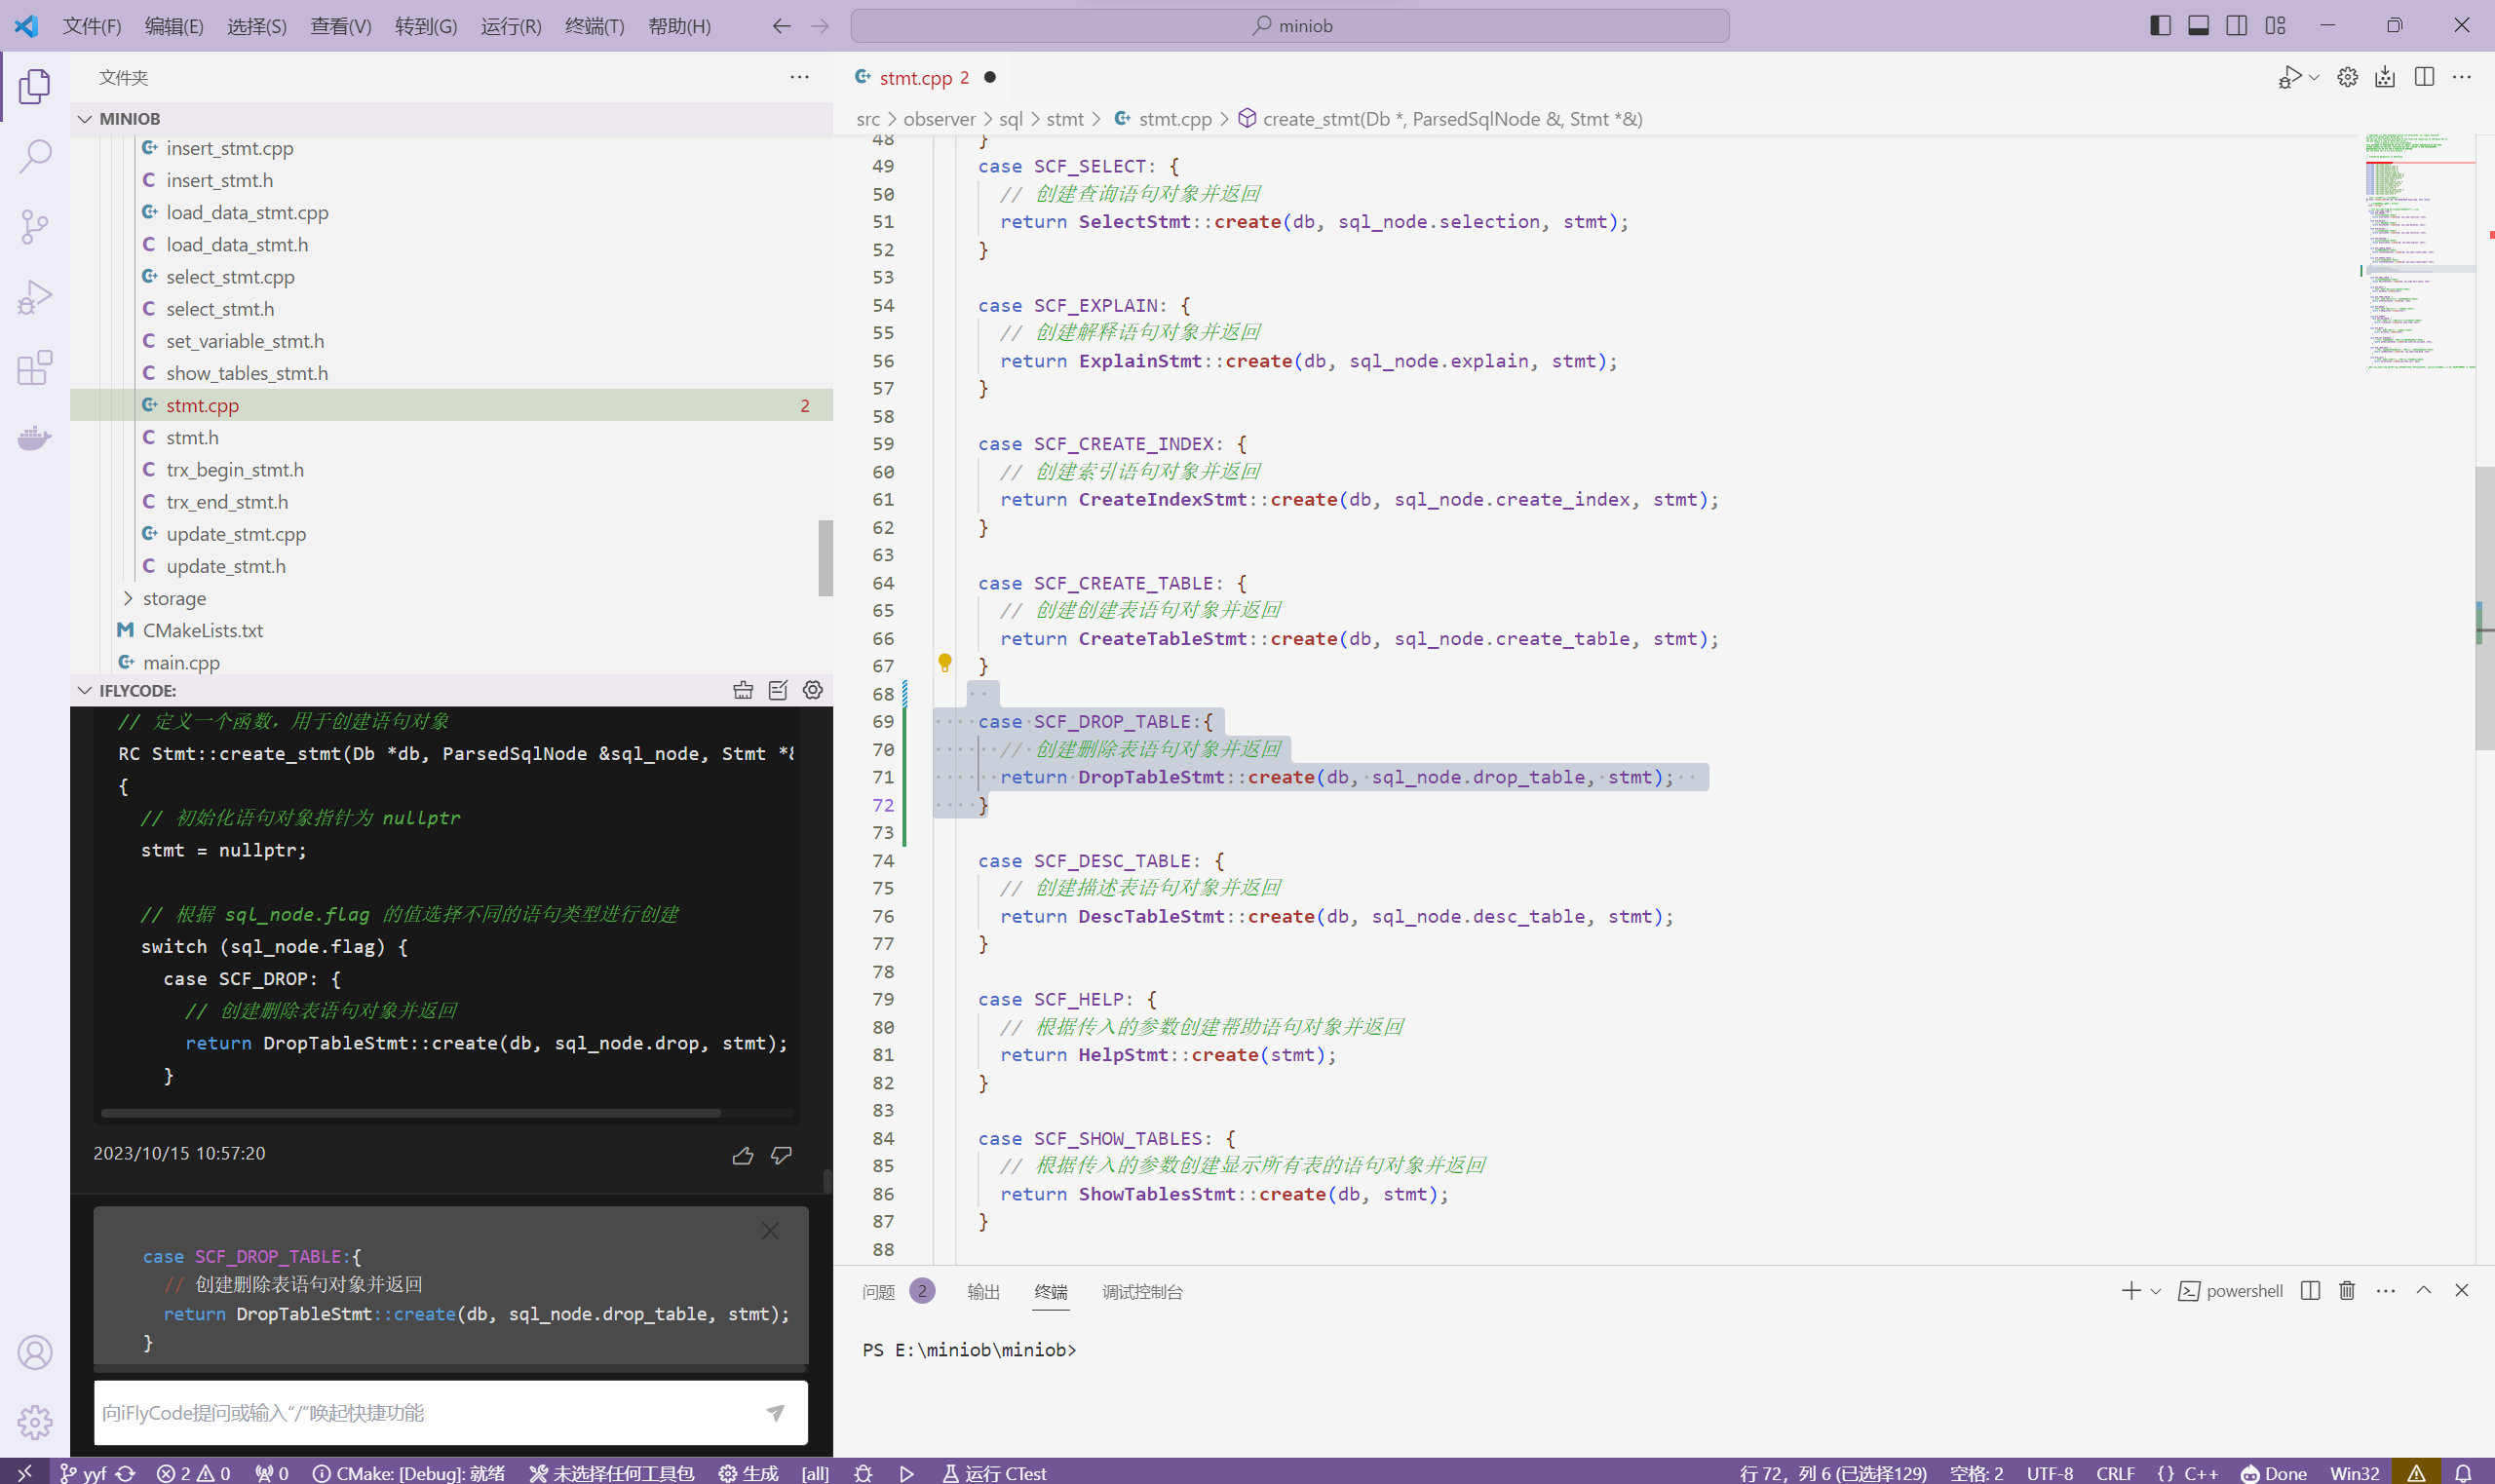 文件(F) 编辑(E) 选择(S) 查看(V) 转到(G) 运行(R) 终端(T) 帮助(H) miniob
文件夹
MINIOB
insert_stmt.cpp
insert_stmt.h
load_data_stmt.cpp
load_data_stmt.h
select_stmt.cpp
select_stmt.h
set_variable_stmt.h
show_tables_stmt.h
stmt.cpp 2
stmt.h
trx_begin_stmt.h
trx_end_stmt.h
update_stmt.cpp
update_stmt.h
storage
CMakeLists.txt
main.cpp
IFLYCODE:
// 定义一个函数，用于创建语句对象
RC Stmt::create_stmt(Db *db, ParsedSqlNode &sql_node, Stmt *&
{
// 初始化语句对象指针为 nullptr
stmt = nullptr;
// 根据 sql_node.flag 的值选择不同的语句类型进行创建
switch (sql_node.flag) {
case SCF_DROP: {
// 创建删除表语句对象并返回
return DropTableStmt::create(db, sql_node.drop, stmt);
}
2023/10/15 10:57:20
case SCF_DROP_TABLE:{
// 创建删除表语句对象并返回
return DropTableStmt::create(db, sql_node.drop_table, stmt);
}
向iFlyCode提问或输入“/”唤起快捷功能
stmt.cpp 2
src > observer > sql > stmt > stmt.cpp > create_stmt(Db *, ParsedSqlNode &, Stmt *&)
48 }
49 case SCF_SELECT: {
50 // 创建查询语句对象并返回
51 return SelectStmt::create(db, sql_node.selection, stmt);
52 }
53
54 case SCF_EXPLAIN: {
55 // 创建解释语句对象并返回
56 return ExplainStmt::create(db, sql_node.explain, stmt);
57 }
58
59 case SCF_CREATE_INDEX: {
60 // 创建索引语句对象并返回
61 return CreateIndexStmt::create(db, sql_node.create_index, stmt);
62 }
63
64 case SCF_CREATE_TABLE: {
65 // 创建创建表语句对象并返回
66 return CreateTableStmt::create(db, sql_node.create_table, stmt);
67 }
68
69 case SCF_DROP_TABLE:{
70 // 创建删除表语句对象并返回
71 return DropTableStmt::create(db, sql_node.drop_table, stmt);
72 }
73
74 case SCF_DESC_TABLE: {
75 // 创建描述表语句对象并返回
76 return DescTableStmt::create(db, sql_node.desc_table, stmt);
77 }
78
79 case SCF_HELP: {
80 // 根据传入的参数创建帮助语句对象并返回
81 return HelpStmt::create(stmt);
82 }
83
84 case SCF_SHOW_TABLES: {
85 // 根据传入的参数创建显示所有表的语句对象并返回
86 return ShowTablesStmt::create(db, stmt);
87 }
88
问题 2 输出 终端 调试控制台 powershell
PS E:\miniob\miniob>
yyf 2 0 0 CMake: [Debug]: 就绪 未选择任何工具包 生成 [all] 运行 CTest 行 72，列 6 (已选择129) 空格: 2 UTF-8 CRLF {} C++ Done Win32